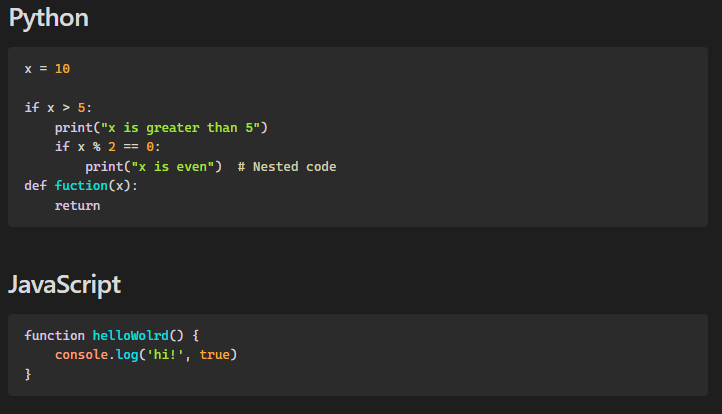 Python
x = 10
if x > 5:
    print("x is greater than 5")
    if x % 2 == 0:
        print("x is even")  # Nested code
def fuction(x):
    return
JavaScript
function helloWolrd() {
    console.log('hi!', true)
}